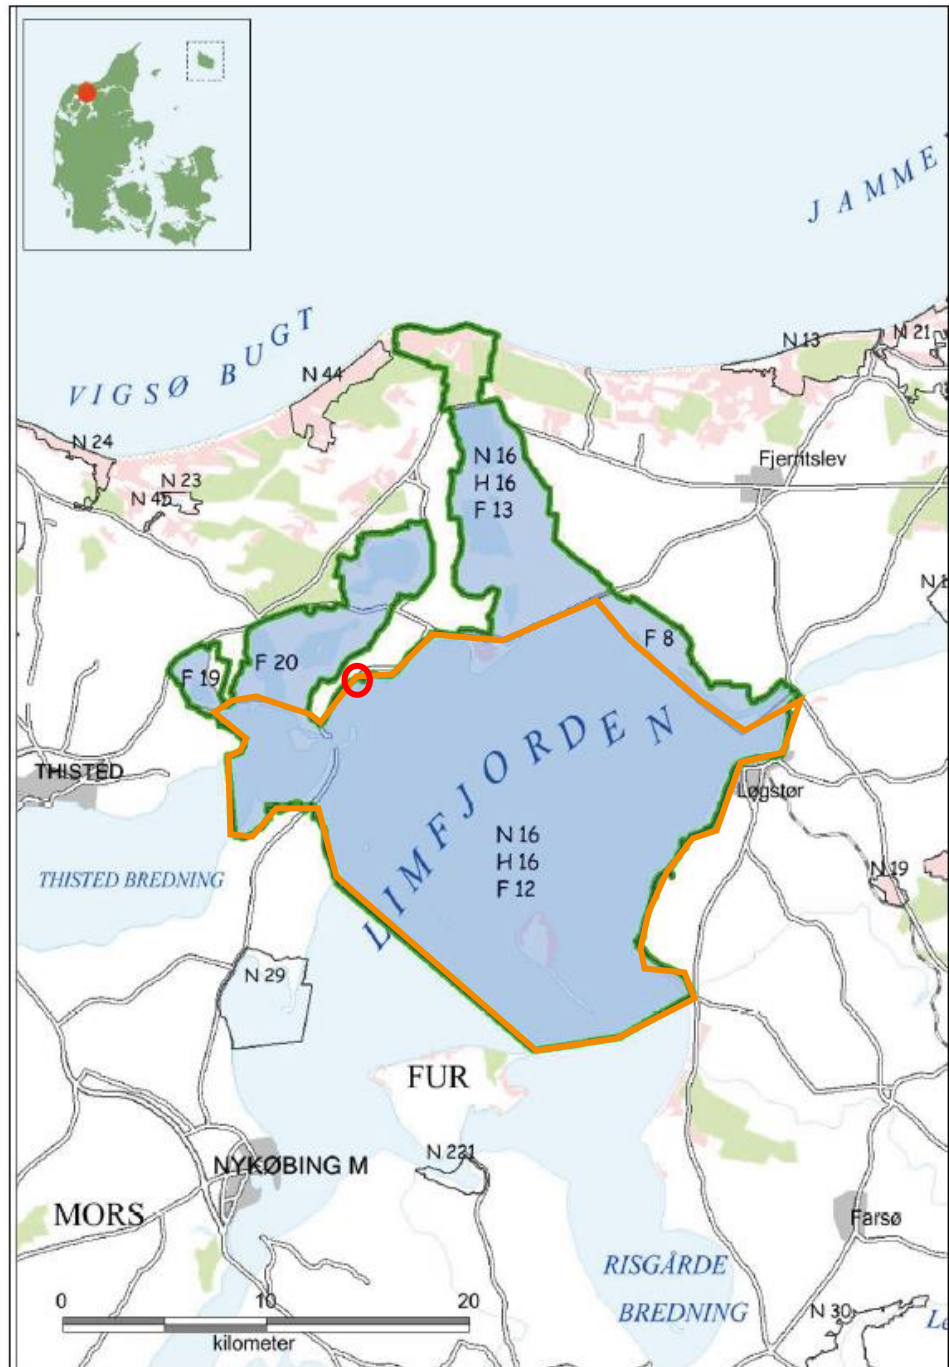 JAMME
VIGSØ BUGT
N 44
N 13
N 21
N 24
N 23
N 45
Fjerritslev
N 16
H 16
F 13
F 8
F 19
F 20
THISTED
LIMFJORDEN
Løgstør
N 16
H 16
F 12
N 19
THISTED BREDNING
N 29
FUR
N 221
NYKØBING M
MORS
Farsø
RISGÅRDE
BREDNING
N 30
0 10 20
kilometer